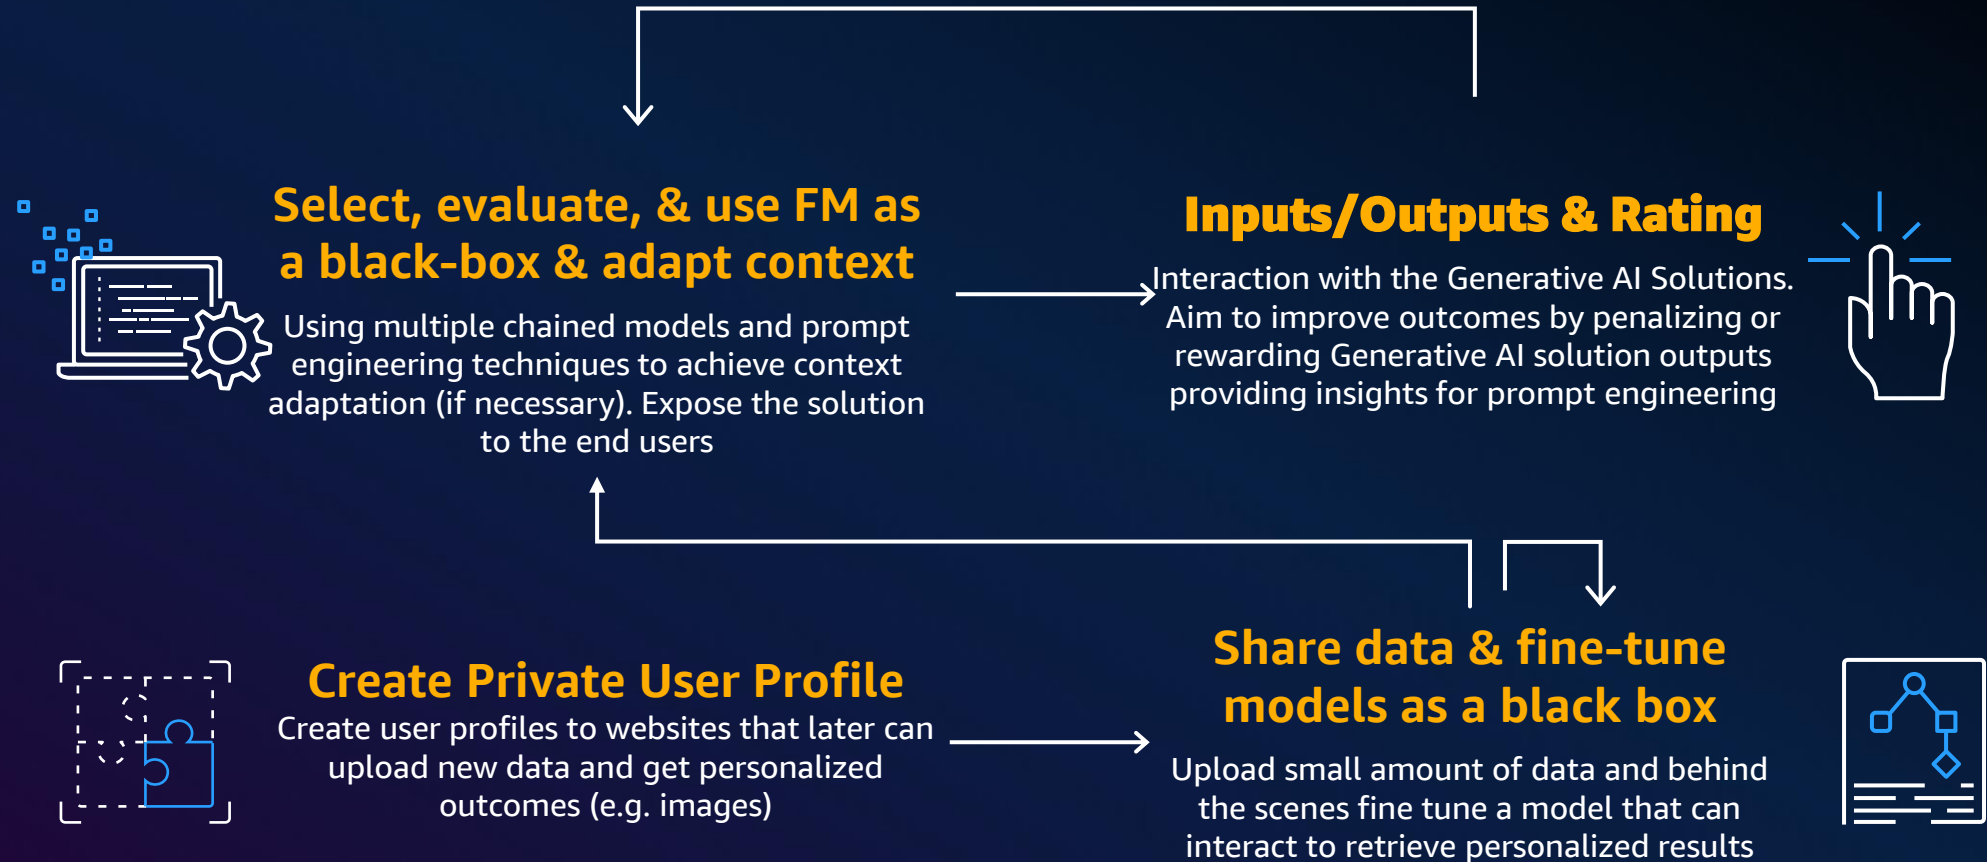 Select, evaluate, & use FM as
a black-box & adapt context
Using multiple chained models and prompt
engineering techniques to achieve context
adaptation (if necessary). Expose the solution
to the end users
Inputs/Outputs & Rating
Interaction with the Generative AI Solutions.
Aim to improve outcomes by penalizing or
rewarding Generative AI solution outputs
providing insights for prompt engineering
Create Private User Profile
Create user profiles to websites that later can
upload new data and get personalized
outcomes (e.g. images)
Share data & fine-tune
models as a black box
Upload small amount of data and behind
the scenes fine tune a model that can
interact to retrieve personalized results